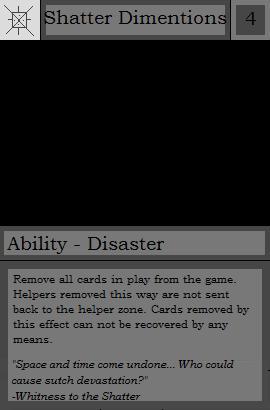 Shatter Dimentions
4
Ability - Disaster
Remove all cards in play from the game.
Helpers removed this way are not sent
back to the helper zone. Cards removed by
this effect can not be recovered by any
means.
"Space and time come undone... Who could
cause sutch devastation?"
-Whitness to the Shatter